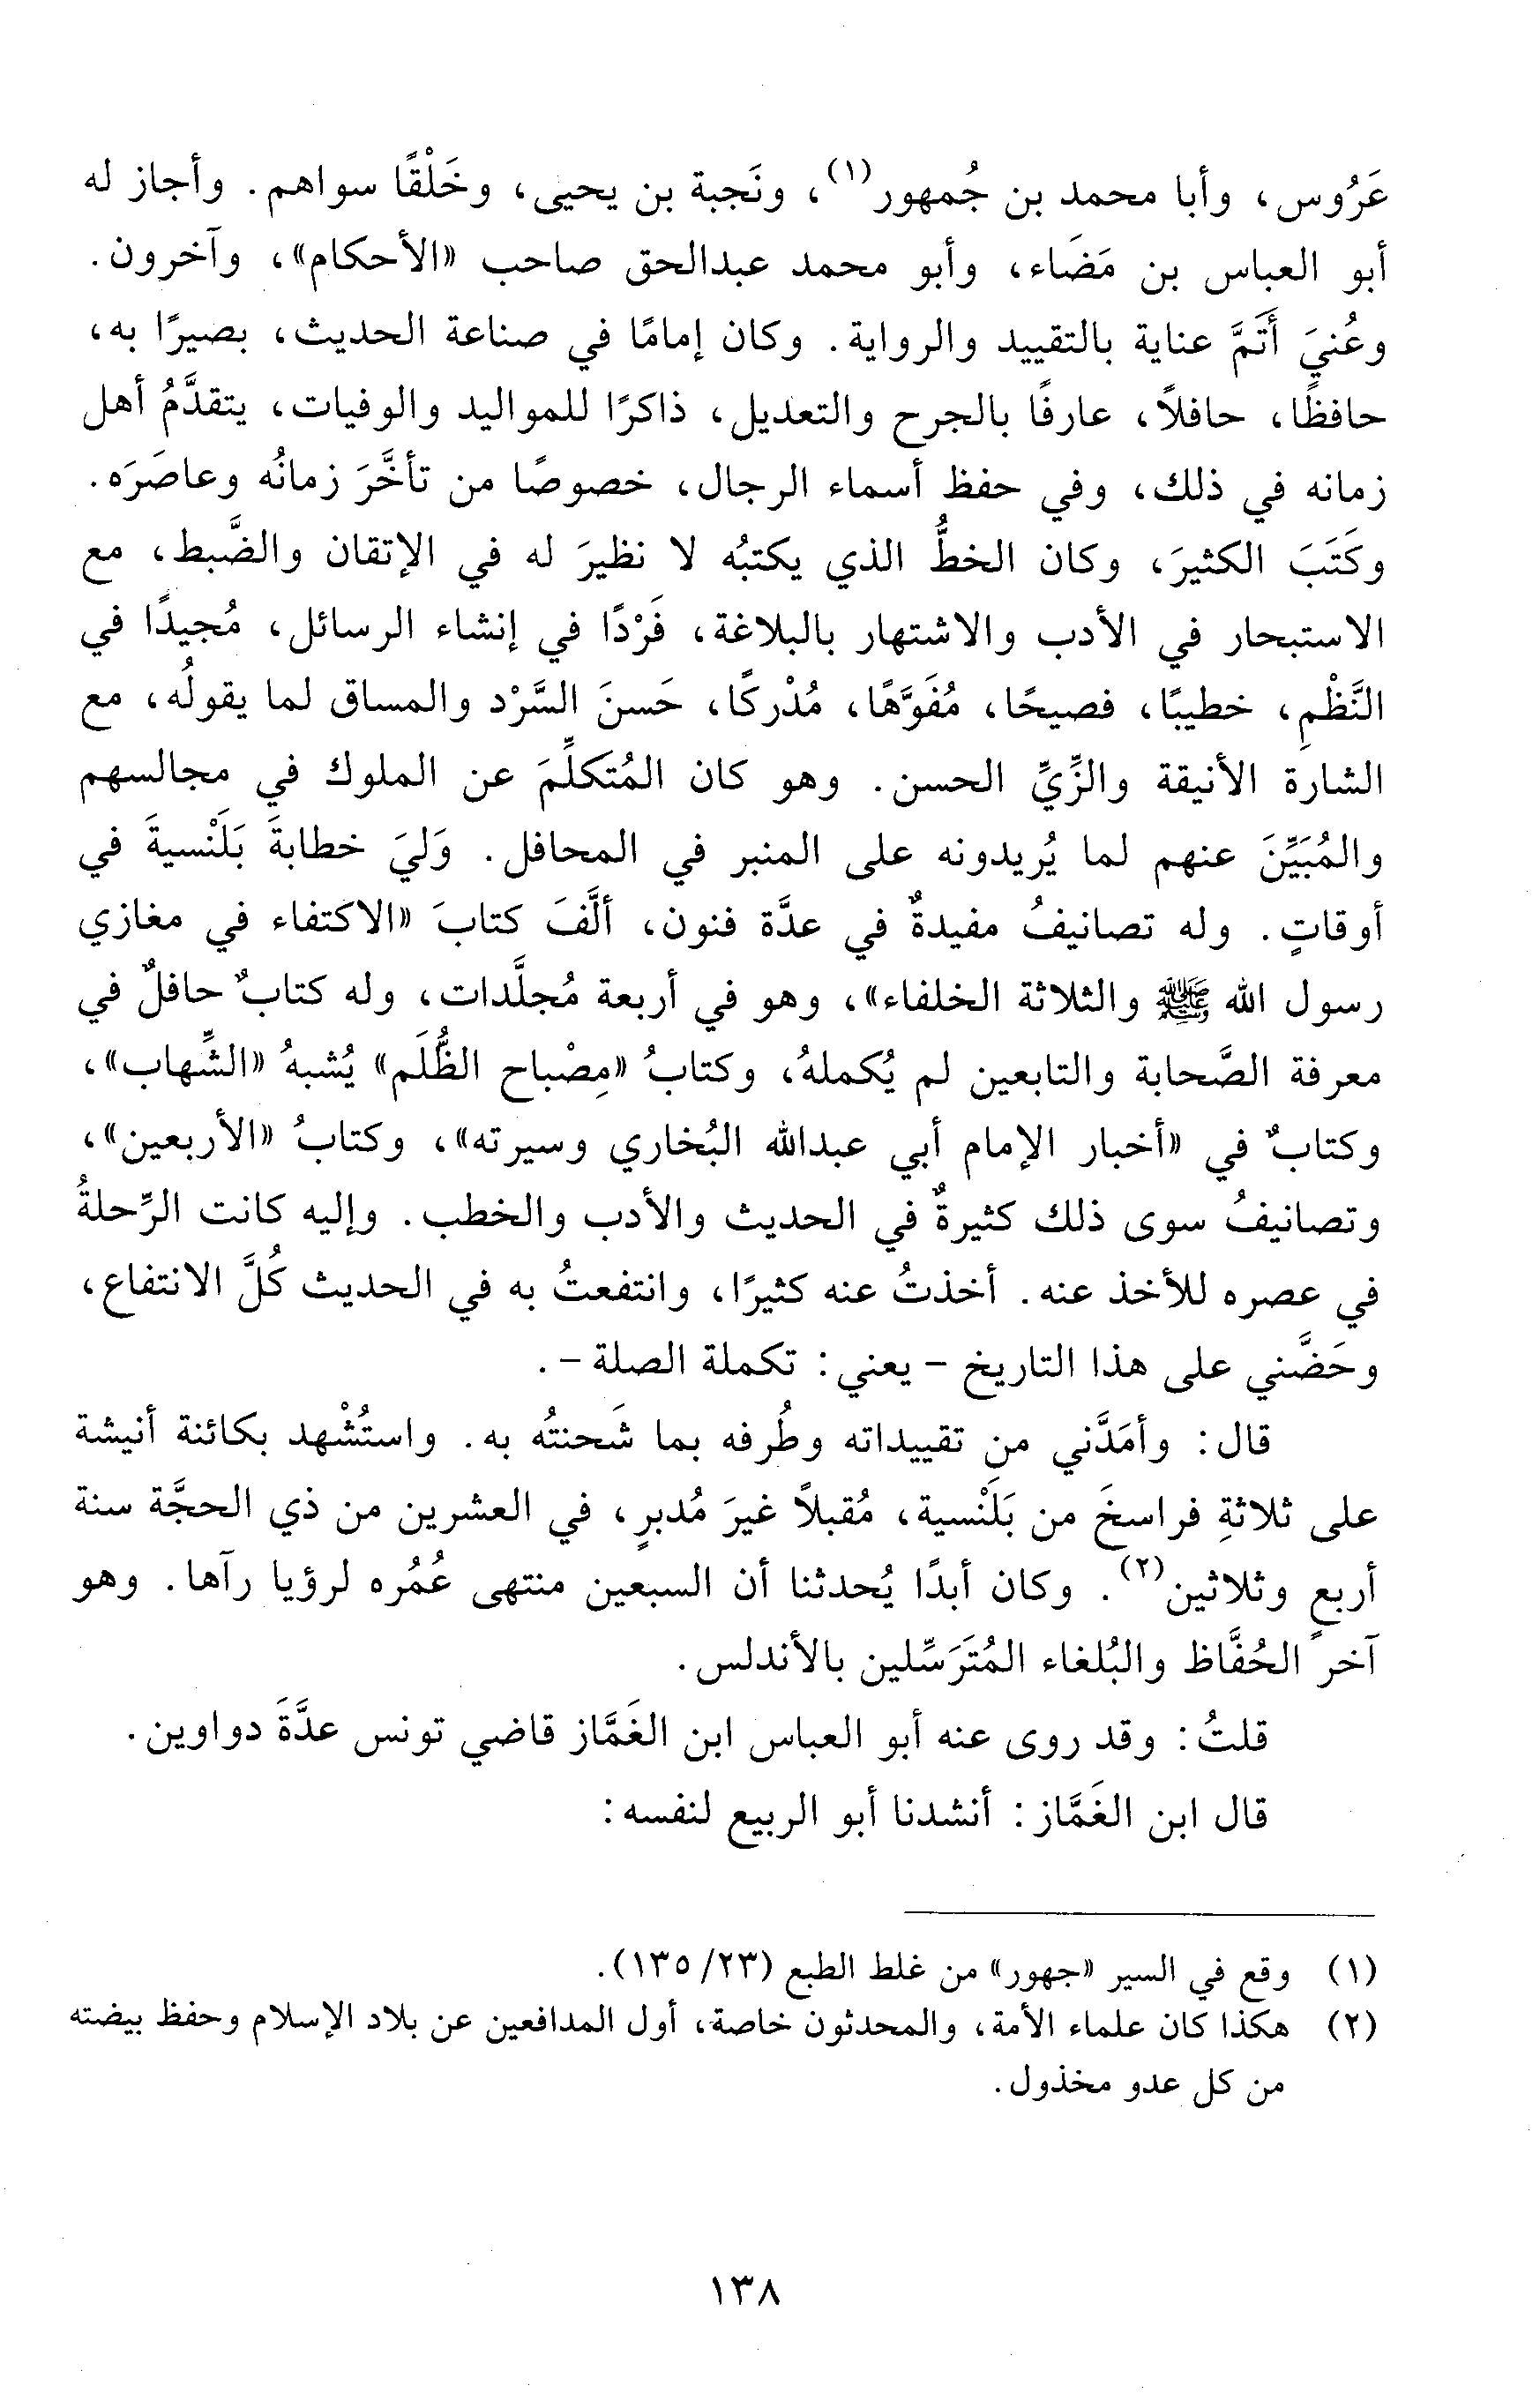 عَرُوس، وأبا محمد بن جُمهور(١)، ونَجبة بن يحيى، وخَلْقًا سواهم. وأجاز له
أبو العباس بن مَضَاء، وأبو محمد عبدالحق صاحب «الأحكام»، وآخرون.
وعُنيَ أَتَمَّ عناية بالتقييد والرواية. وكان إمامًا في صناعة الحديث، بصيرًا به،
حافظًا، حافلاً، عارفًا بالجرح والتعديل، ذاكرًا للمواليد والوفيات، يتقدَّمُ أهل
زمانه في ذلك، وفي حفظ أسماء الرجال، خصوصًا من تأخَّرَ زمانُه وعاصَرَه.
وكَتَبَ الكثيرَ، وكان الخطُّ الذي يكتبُه لا نظيرَ له في الإتقان والضَّبط، مع
الاستبحار في الأدب والاشتهار بالبلاغة، فَرْدًا في إنشاء الرسائل، مُجيدًا في
النَّظْمِ، خطيبًا، فصيحًا، مُفَوَّهًا، مُدْركًا، حَسنَ السَّرْد والمساق لما يقولُه، مع
الشارة الأنيقة والزِّيِّ الحسن. وهو كان المُتكلِّمَ عن الملوك في مجالسهم
والمُبَيِّنَ عنهم لما يُريدونه على المنبر في المحافل. وَليَ خطابةَ بَلَنْسيةَ في
أوقاتٍ. وله تصانيفُ مفيدةٌ في عدَّة فنون، ألَّفَ كتابَ «الاكتفاء في مغازي
رسول الله ﷺ والثلاثة الخلفاء»، وهو في أربعة مُجلَّدات، وله كتابٌ حافلٌ في
معرفة الصَّحابة والتابعين لم يُكملهُ، وكتابُ «مِصْباح الظُّلَم» يُشبهُ «الشِّهاب»،
وكتابٌ في «أخبار الإمام أبي عبدالله البُخاري وسيرته»، وكتابُ «الأربعين»،
وتصانيفُ سوى ذلك كثيرةٌ في الحديث والأدب والخطب. وإليه كانت الرِّحلةُ
في عصره للأخذ عنه. أخذتُ عنه كثيرًا، وانتفعتُ به في الحديث كُلَّ الانتفاع،
وحَضَّني على هذا التاريخ - يعني: تكملة الصلة -.
قال: وأمَدَّني من تقييداته وطُرفه بما شَحنتُه به. واستُشْهد بكائنة أنيشة
على ثلاثةِ فراسخَ من بَلَنْسية، مُقبلاً غيرَ مُدبرٍ، في العشرين من ذي الحجَّة سنة
أربعٍ وثلاثين(٢). وكان أبدًا يُحدثنا أن السبعين منتهى عُمُره لرؤيا رآها. وهو
آخر الحُفَّاظ والبُلغاء المُتَرَسِّلين بالأندلس.
قلتُ: وقد روى عنه أبو العباس ابن الغَمَّاز قاضي تونس عدَّةَ دواوين.
قال ابن الغَمَّاز: أنشدنا أبو الربيع لنفسه:
(١) وقع في السير «جهور» من غلط الطبع (٢٣/ ١٣٥).
(٢) هكذا كان علماء الأمة، والمحدثون خاصة، أول المدافعين عن بلاد الإسلام وحفظ بيضته
من كل عدو مخذول.
١٣٨